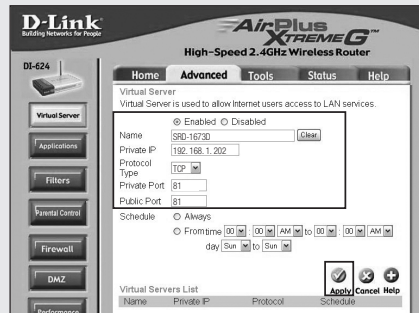 D-Link
Building Networks for People
AirPlus
XTREME G™
High-Speed 2.4GHz Wireless Router
DI-624
Home Advanced Tools Status Help
Virtual Server
Virtual Server is used to allow Internet users access to LAN services.
Enabled Disabled
Name SRD-1673D Clear
Private IP 192.168.1.202
Protocol Type TCP
Private Port 81
Public Port 81
Schedule Always
From time 00 : 00 AM to 00 : 00 AM
day Sun to Sun
Apply Cancel Help
Virtual Servers List
Name Private IP Protocol Schedule
Virtual Server
Applications
Filters
Parental Control
Firewall
DMZ
Performance